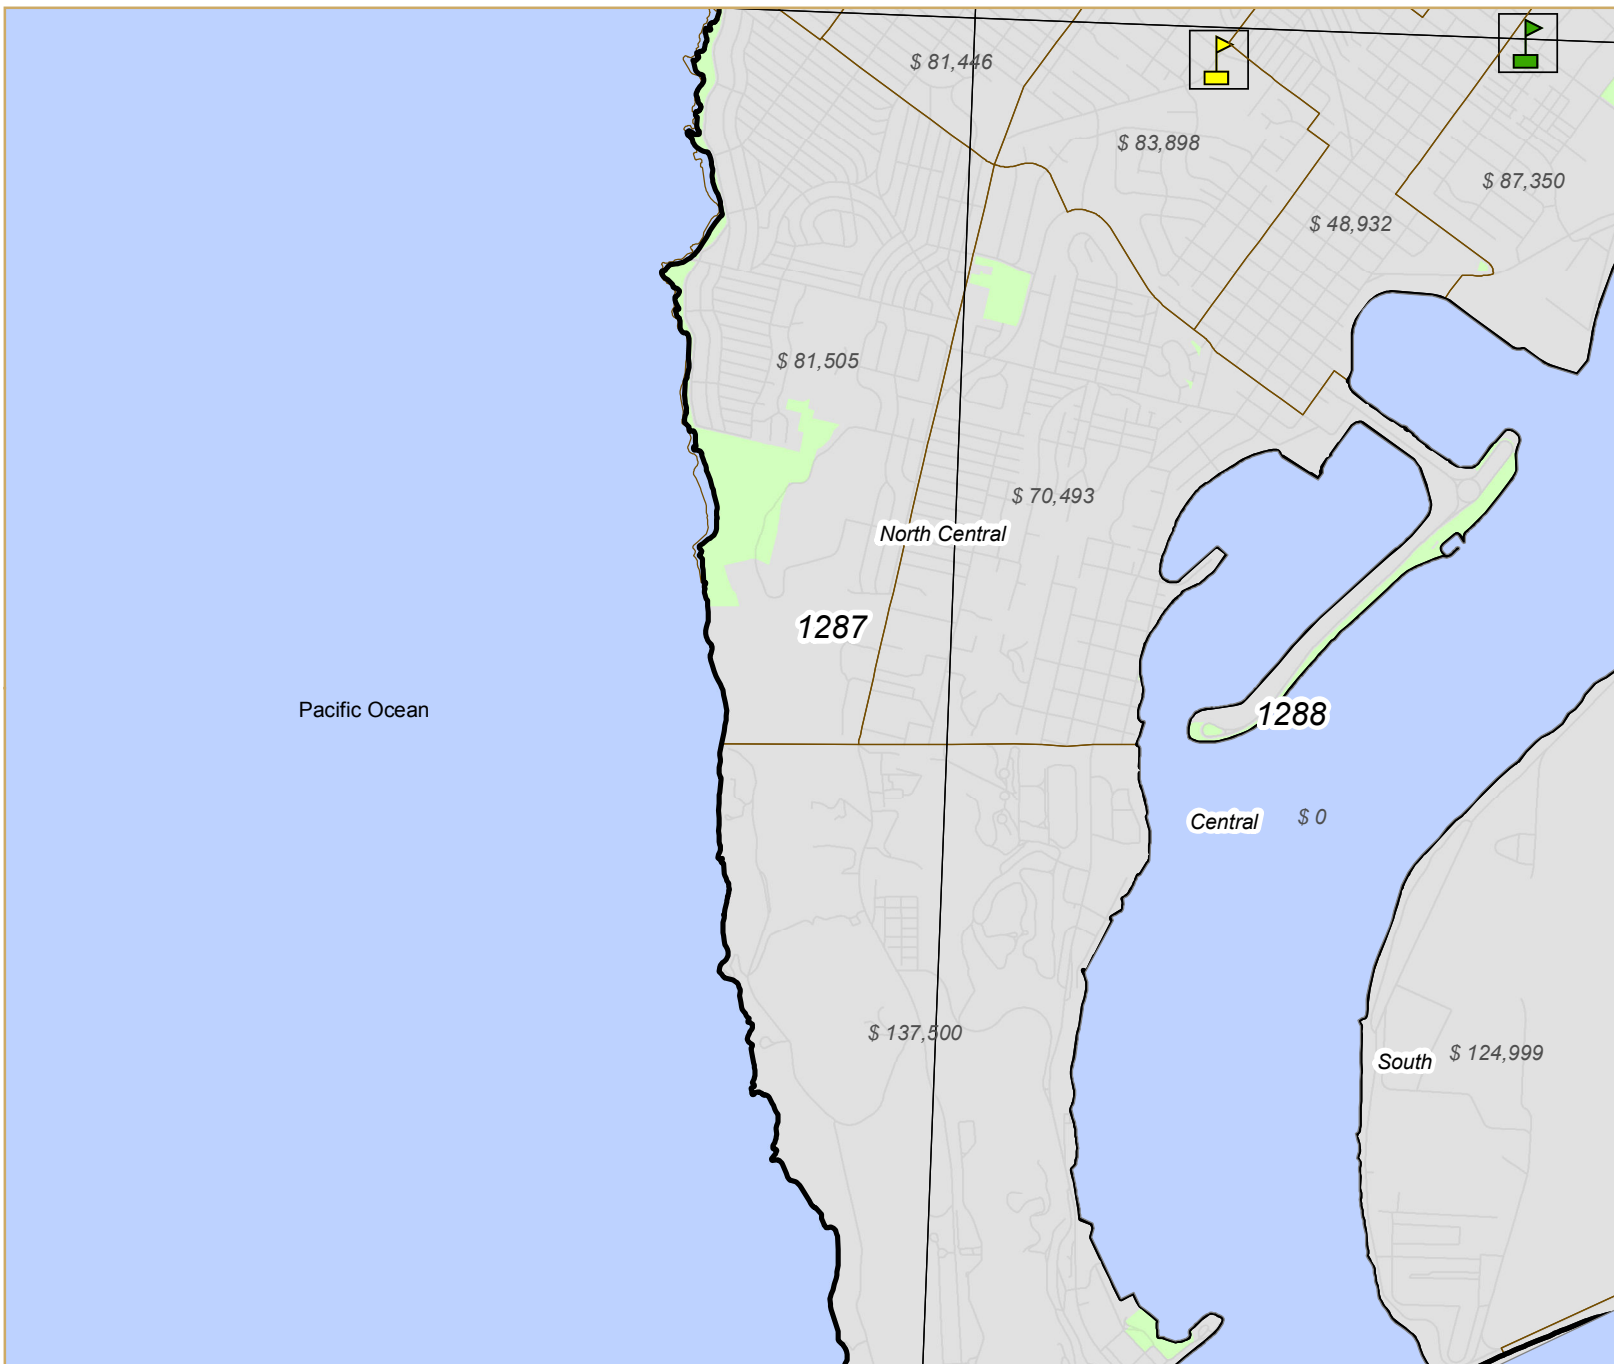 $ 81,446
$ 83,898
$ 87,350
$ 48,932
$ 81,505
$ 70,493
North Central
1287
Pacific Ocean
1288
Central
$ 0
$ 137,500
South
$ 124,999